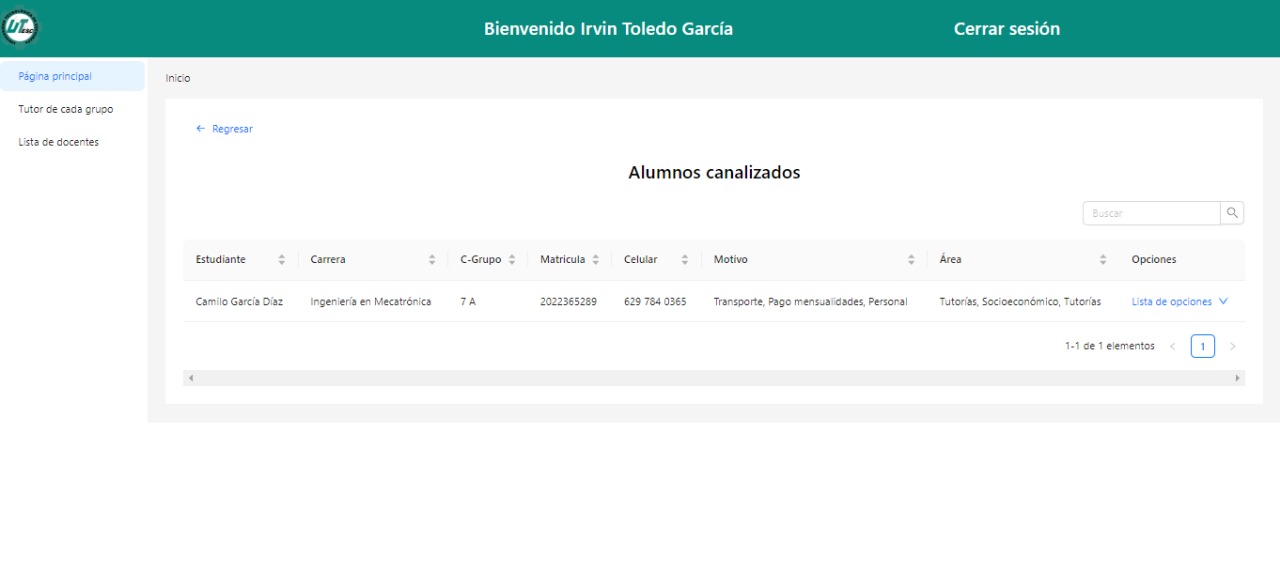 UTESC
Bienvenido Irvin Toledo García
Cerrar sesión
Página principal
Tutor de cada grupo
Lista de docentes
Inicio
← Regresar
Alumnos canalizados
Buscar
Estudiante Carrera C-Grupo Matricula Celular Motivo Área Opciones
Camilo García Díaz Ingeniería en Mecatrónica 7 A 2022365289 629 784 0365 Transporte, Pago mensualidades, Personal Tutorías, Socioeconómico, Tutorías Lista de opciones
1-1 de 1 elementos < 1 >